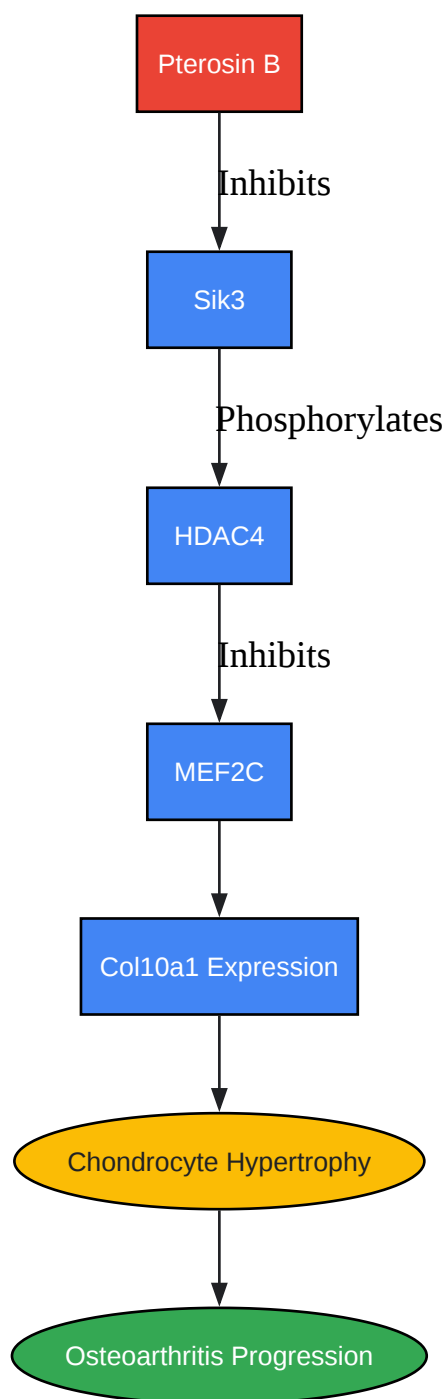 Pterosin B
Inhibits
Sik3
Phosphorylates
HDAC4
Inhibits
MEF2C
Col10a1 Expression
Chondrocyte Hypertrophy
Osteoarthritis Progression